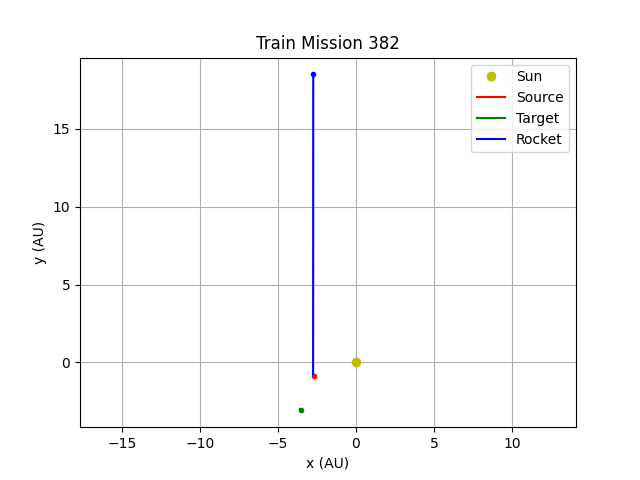 Train Mission 382
Sun
Source
Target
Rocket
15
10
5
0
y (AU)
−15
−10
−5
0
5
10
x (AU)